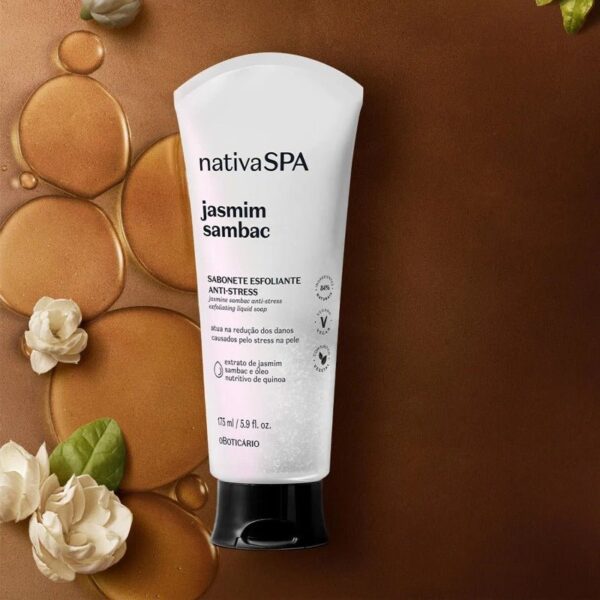 nativaSPA
jasmim
sambac
SABONETE ESFOLIANTE
ANTI-STRESS
jasmine sambac anti-stress
exfoliating liquid soap
atua na redução dos danos
causados pelo stress na pele
extrato de jasmim
sambac e óleo
nutritivo de quinoa
175 ml / 5.9 fl. oz.
oBOTICÁRIO
84%
V